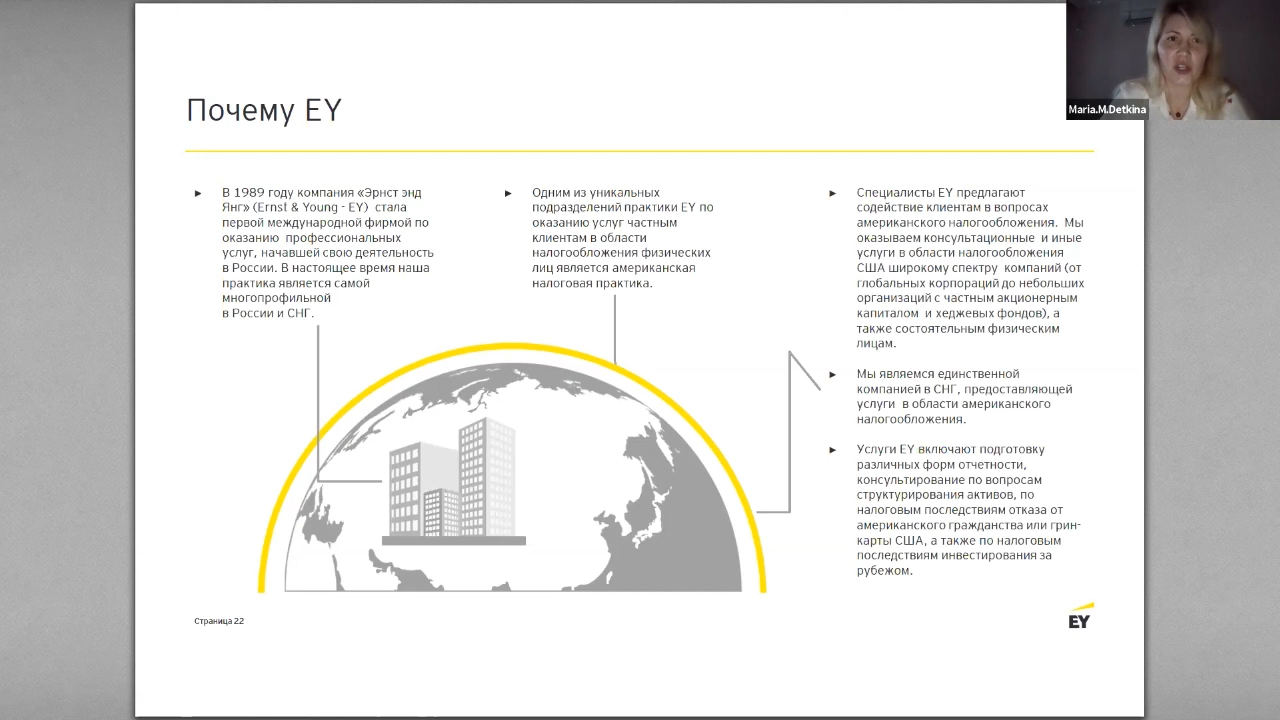 Почему EY
Maria.M.Detkina
► В 1989 году компания «Эрнст энд
Янг» (Ernst & Young - EY) стала
первой международной фирмой по
оказанию профессиональных
услуг, начавшей свою деятельность
в России. В настоящее время наша
практика является самой
многопрофильной
в России и СНГ.
► Одним из уникальных
подразделений практики EY по
оказанию услуг частным
клиентам в области
налогообложения физических
лиц является американская
налоговая практика.
► Специалисты EY предлагают
содействие клиентам в вопросах
американского налогообложения. Мы
оказываем консультационные и иные
услуги в области налогообложения
США широкому спектру компаний (от
глобальных корпораций до небольших
организаций с частным акционерным
капиталом и хеджевых фондов), а
также состоятельным физическим
лицам.
► Мы являемся единственной
компанией в СНГ, предоставляющей
услуги в области американского
налогообложения.
► Услуги EY включают подготовку
различных форм отчетности,
консультирование по вопросам
структурирования активов, по
налоговым последствиям отказа от
американского гражданства или грин-
карты США, а также по налоговым
последствиям инвестирования за
рубежом.
Страница 22
EY